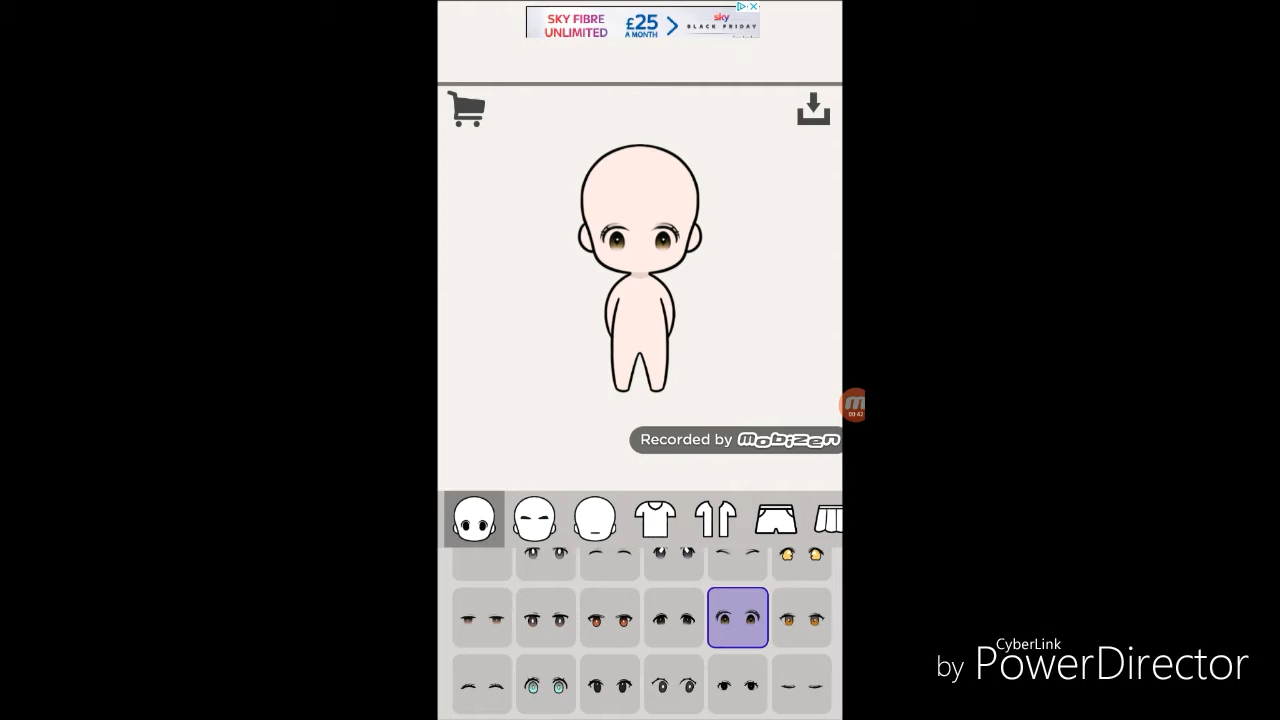 SKY FIBRE
UNLIMITED
£25
A MONTH
sky
BLACK FRIDAY
Recorded by mobizen
CyberLink
by PowerDirector